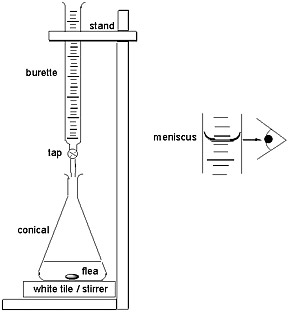 stand
burette
tap
meniscus
conical
flea
white tile / stirrer